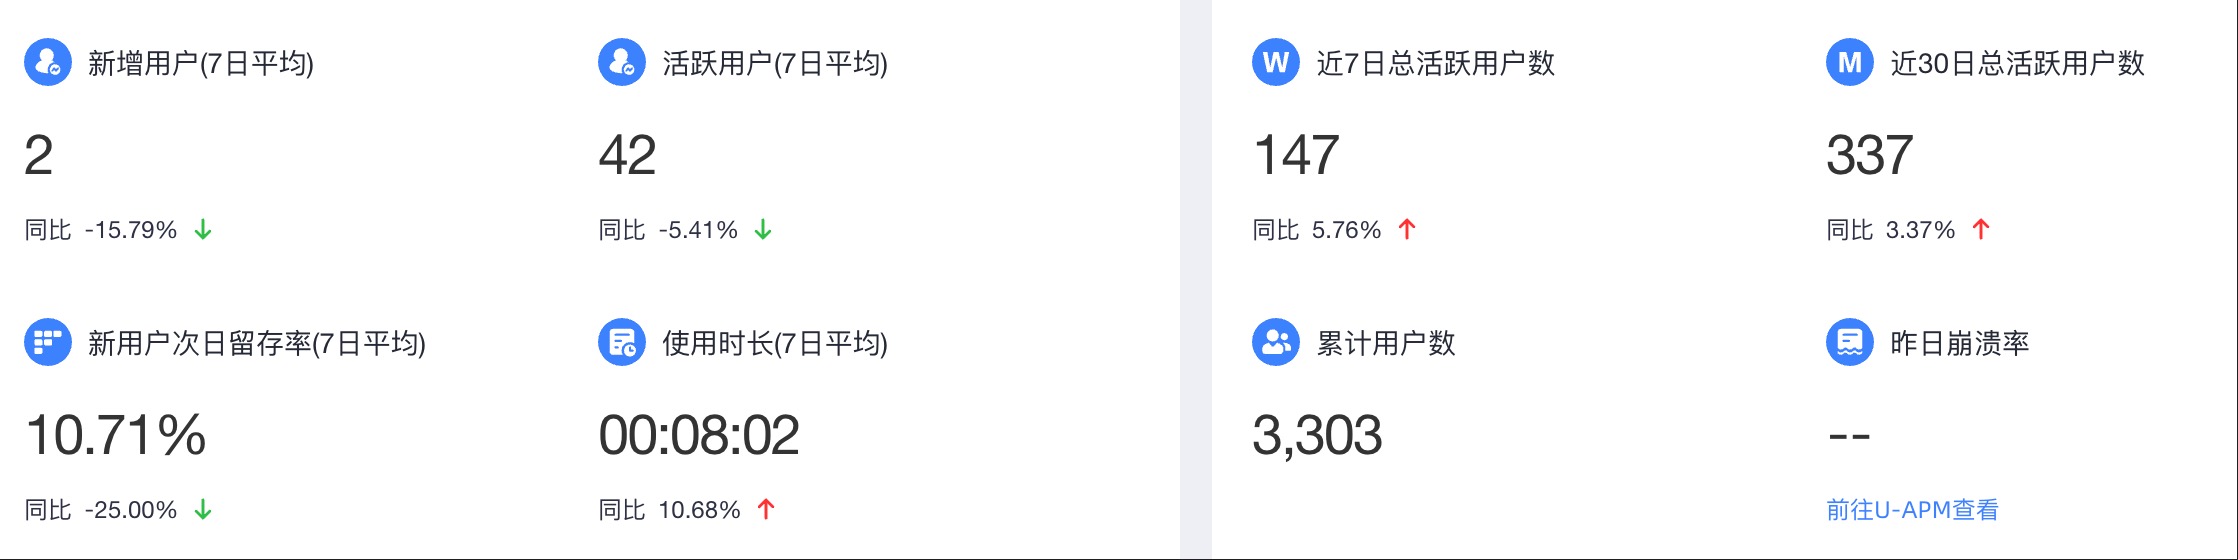 新增用户(7日平均)
活跃用户(7日平均)
W 近7日总活跃用户数
M 近30日总活跃用户数
2
42
147
337
同比 -15.79% ↓
同比 -5.41% ↓
同比 5.76% ↑
同比 3.37% ↑
新用户次日留存率(7日平均)
使用时长(7日平均)
累计用户数
昨日崩溃率
10.71%
00:08:02
3,303
--
同比 -25.00% ↓
同比 10.68% ↑
前往U-APM查看